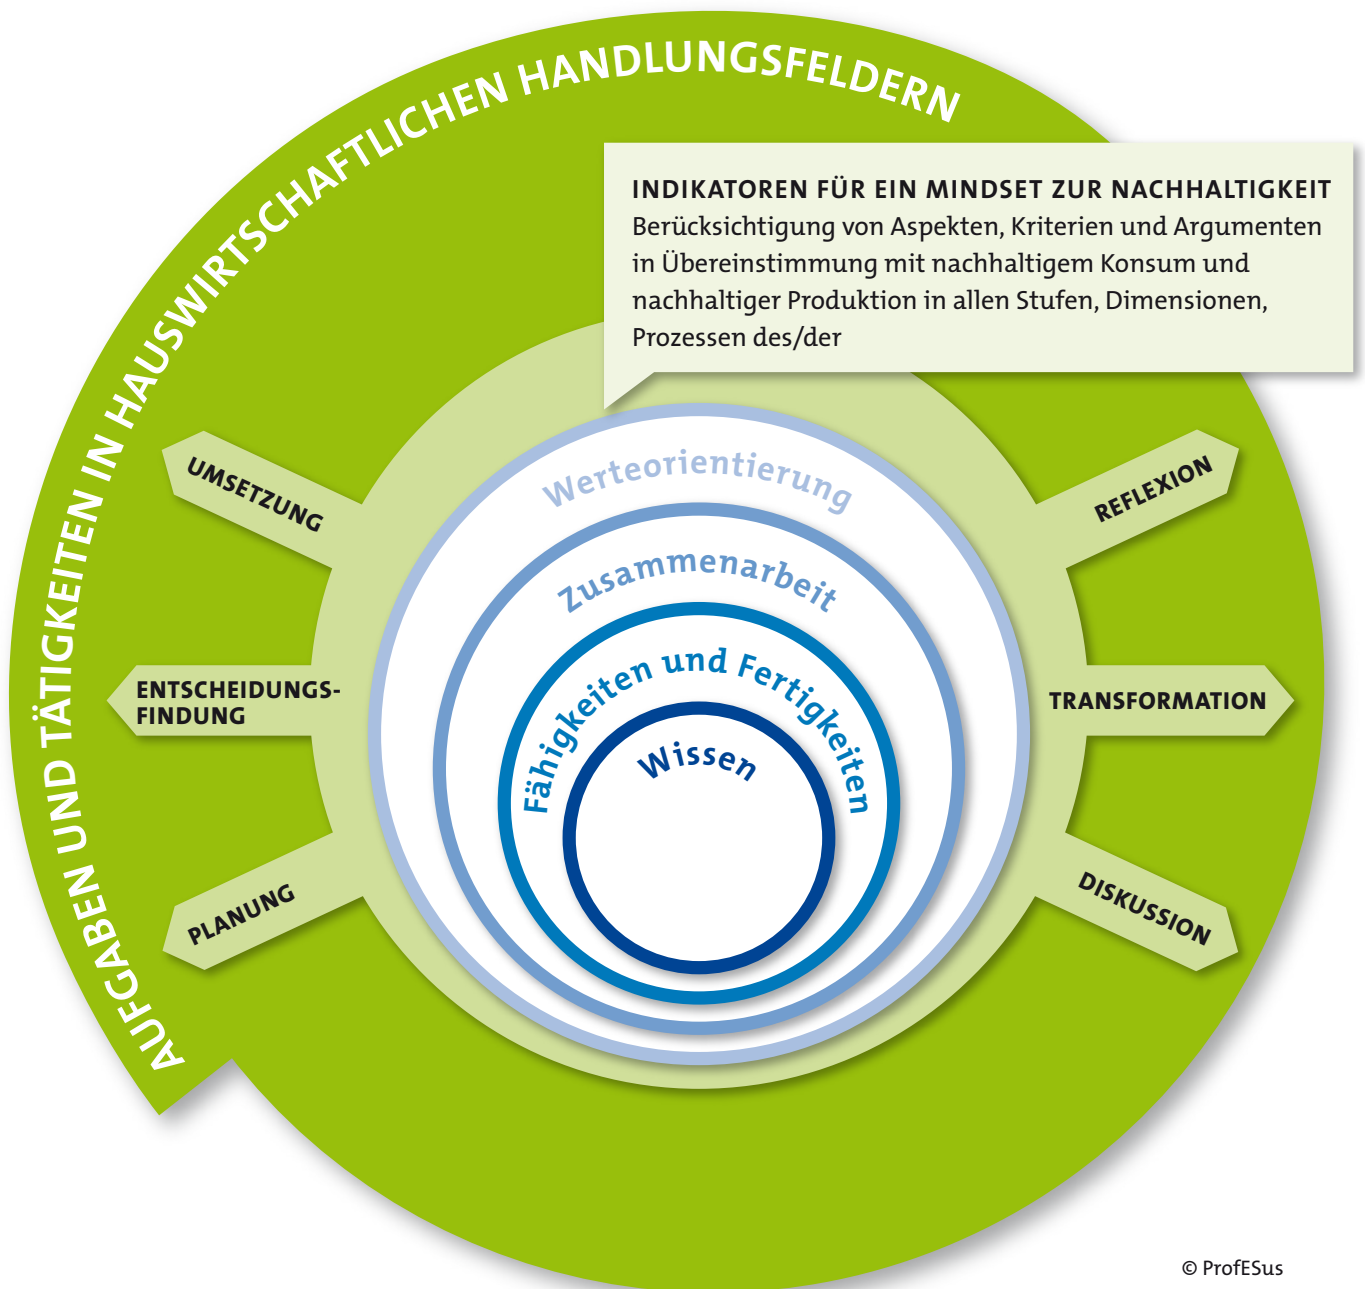 AUFGABEN UND TÄTIGKEITEN IN HAUSWIRTSCHAFTLICHEN HANDLUNGSFELDERN
INDIKATOREN FÜR EIN MINDSET ZUR NACHHALTIGKEIT
Berücksichtigung von Aspekten, Kriterien und Argumenten
in Übereinstimmung mit nachhaltigem Konsum und
nachhaltiger Produktion in allen Stufen, Dimensionen,
Prozessen des/der
UMSETZUNG
ENTSCHEIDUNGS-
FINDUNG
PLANUNG
Werteorientierung
Zusammenarbeit
Fähigkeiten und Fertigkeiten
Wissen
REFLEXION
TRANSFORMATION
DISKUSSION
© ProfESus